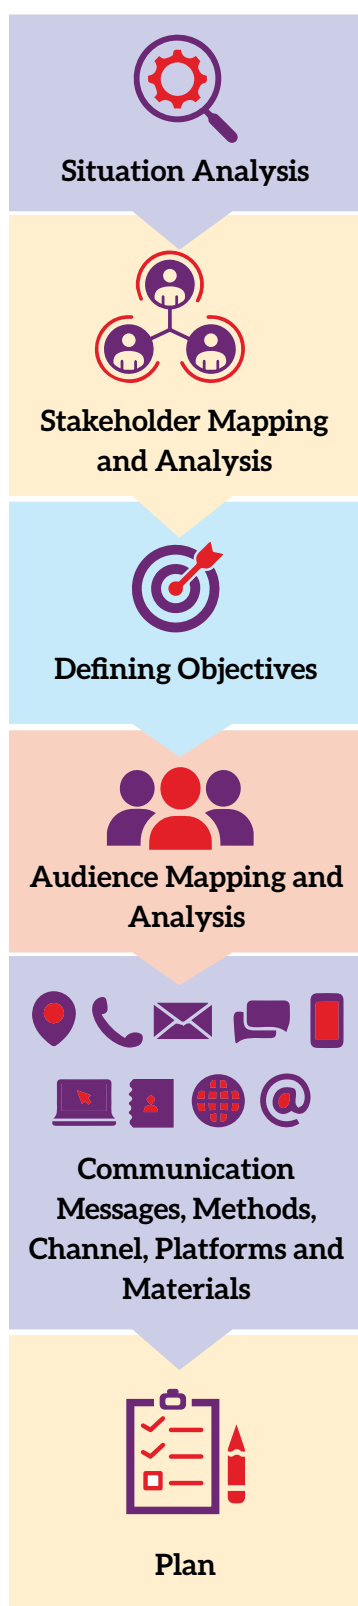 Situation Analysis
Stakeholder Mapping
and Analysis
Defining Objectives
Audience Mapping and
Analysis
Communication
Messages, Methods,
Channel, Platforms and
Materials
Plan